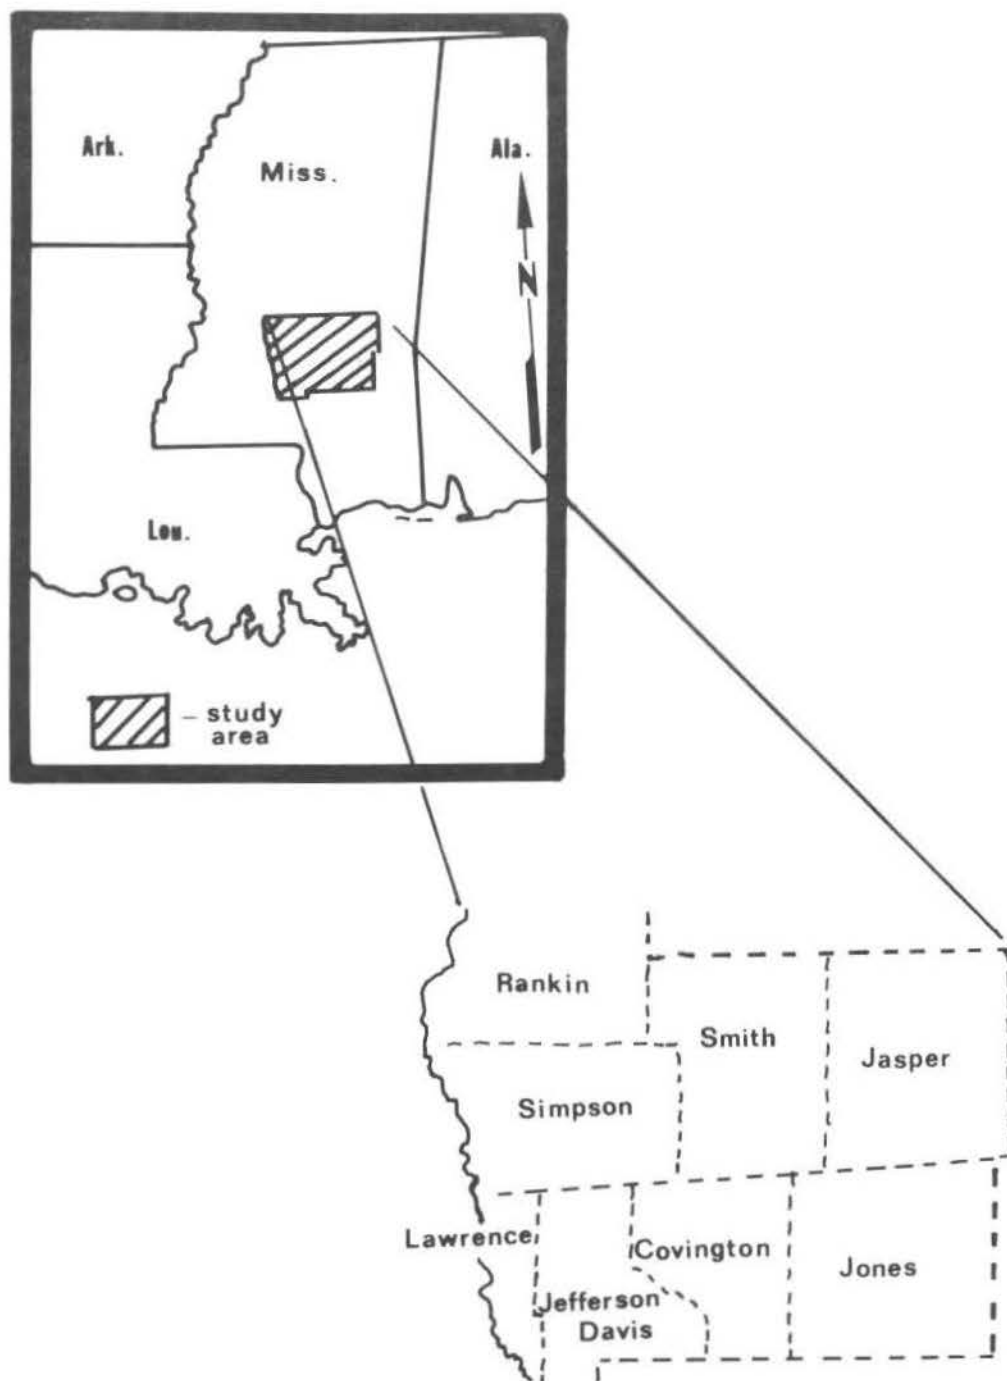 Ark.
Miss.
Ala.
N
Lou.
– study
area
Rankin
Smith
Jasper
Simpson
Lawrence
Covington
Jones
Jefferson
Davis